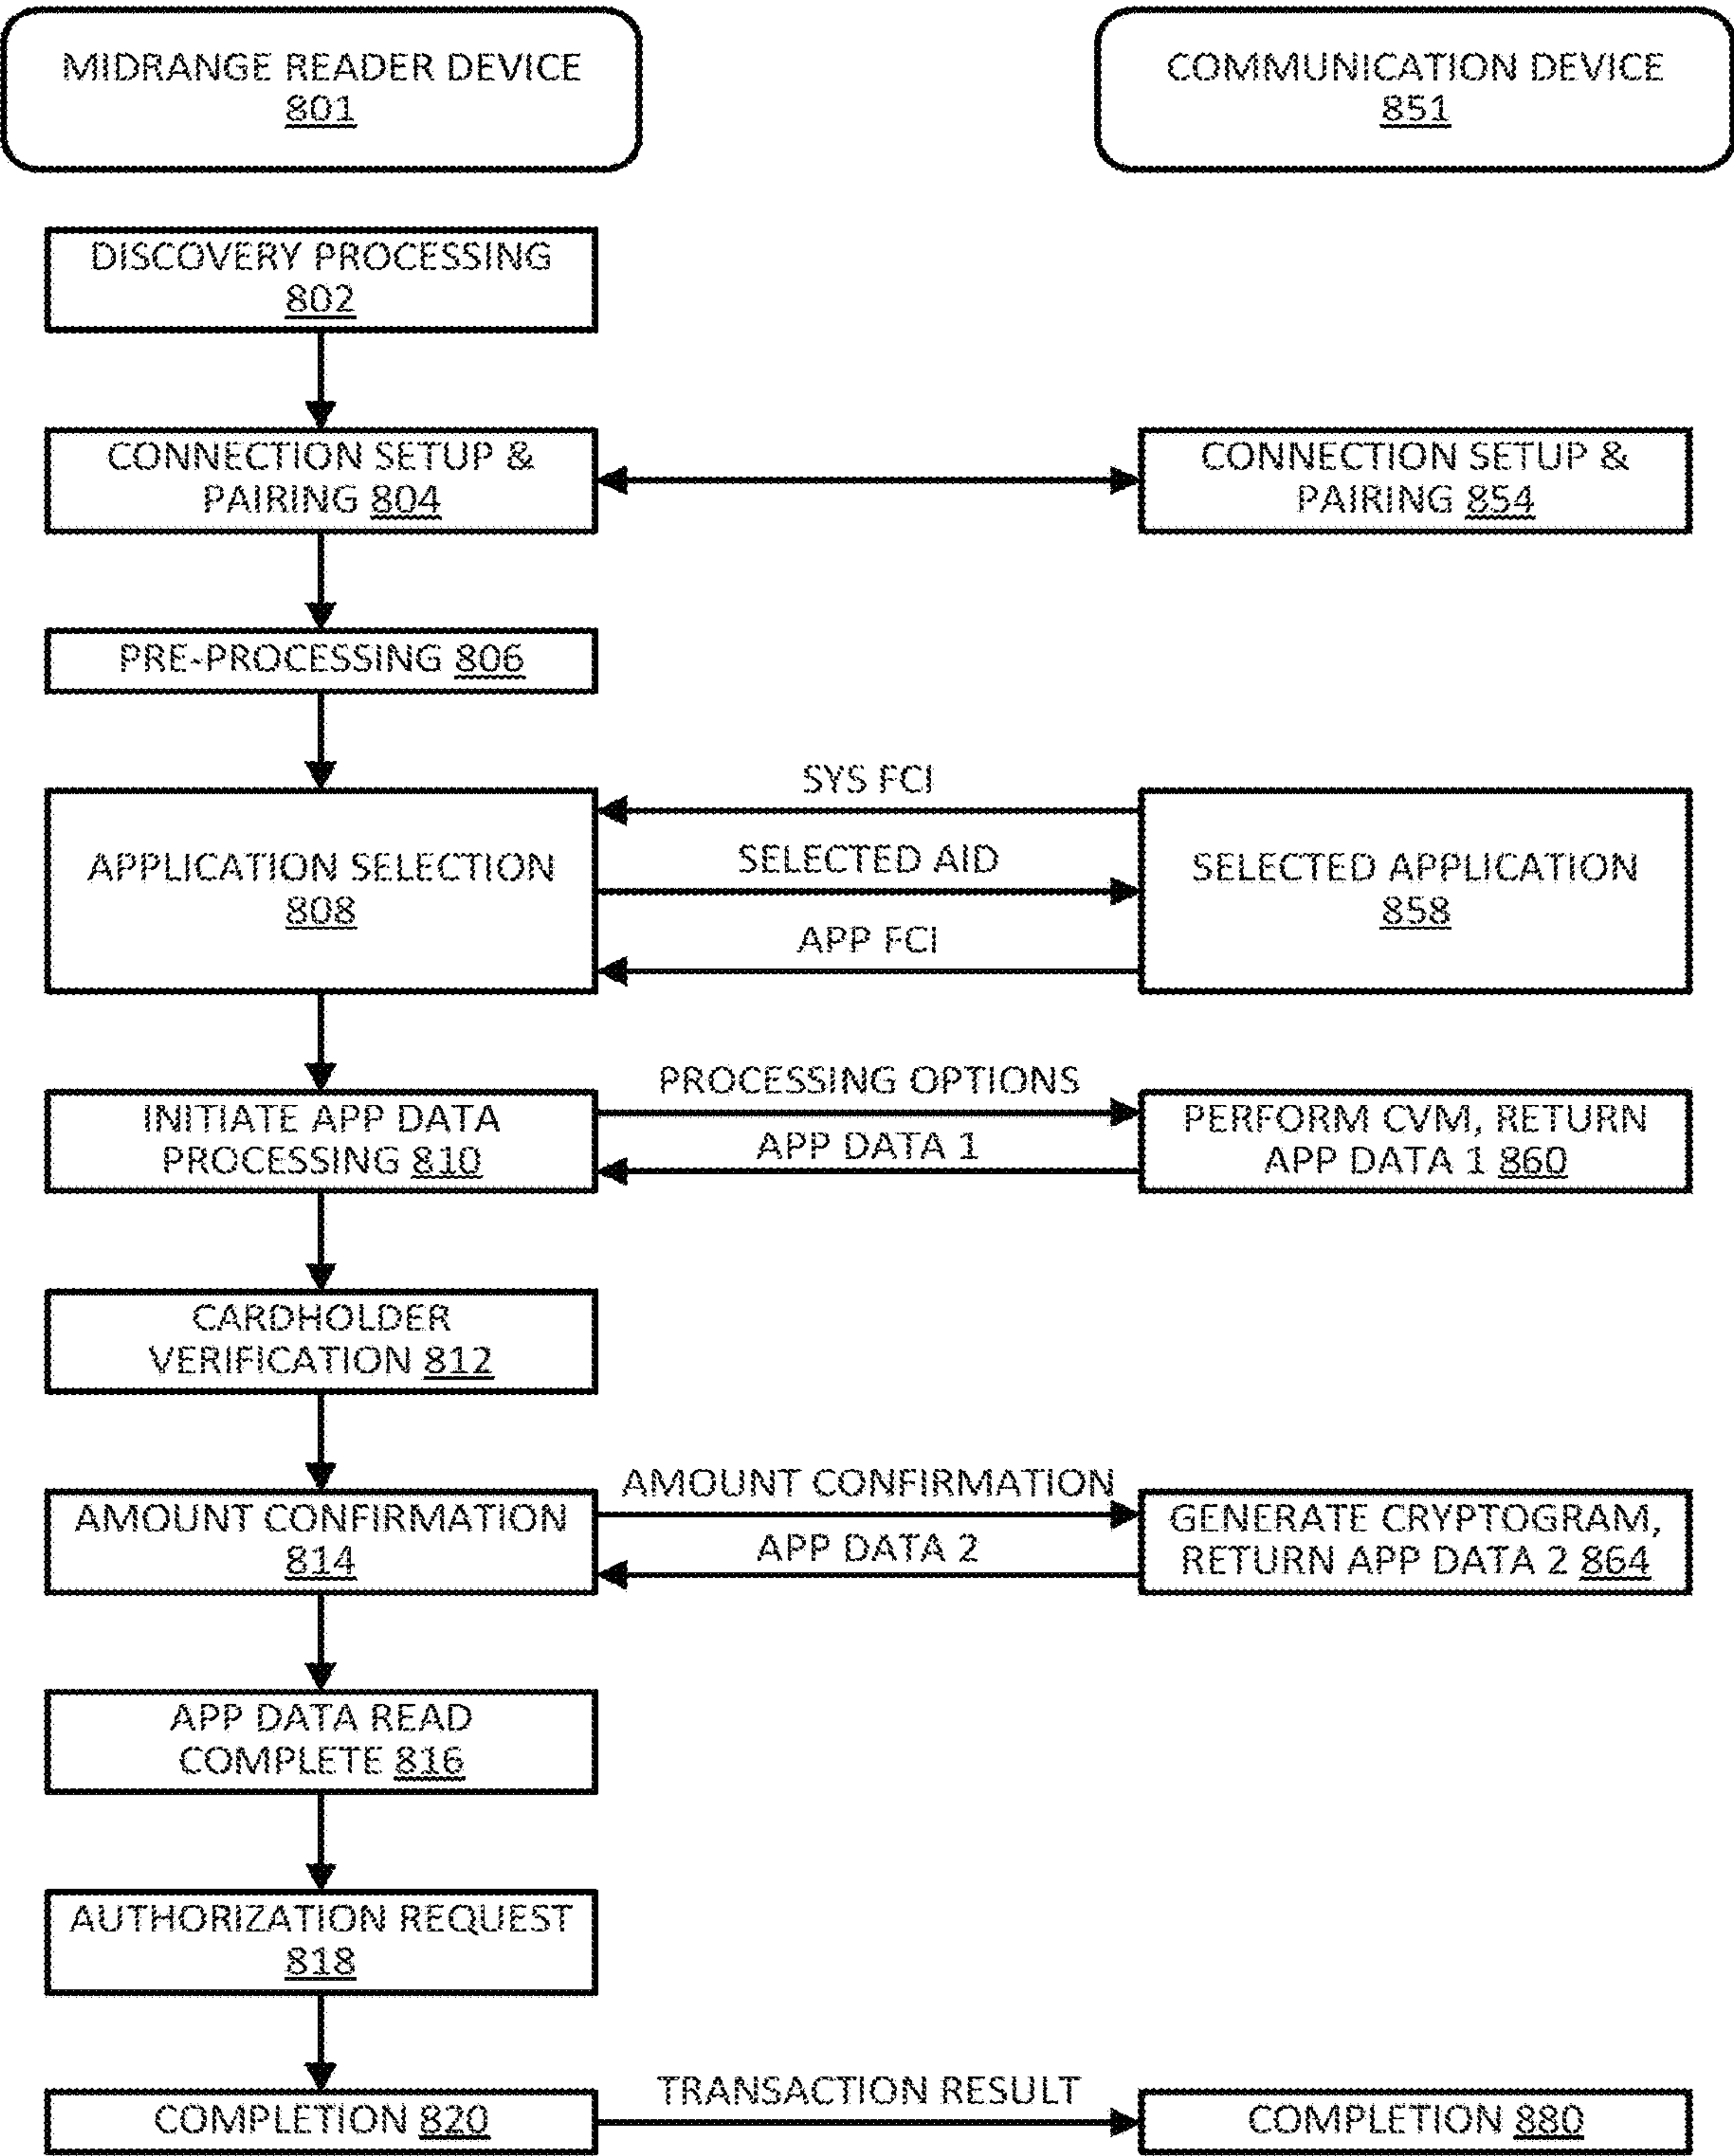 MIDRANGE READER DEVICE
801
COMMUNICATION DEVICE
851
DISCOVERY PROCESSING
802
CONNECTION SETUP &
PAIRING 804
CONNECTION SETUP &
PAIRING 854
PRE-PROCESSING 806
APPLICATION SELECTION
808
SYS FCI
SELECTED AID
APP FCI
SELECTED APPLICATION
858
INITIATE APP DATA
PROCESSING 810
PROCESSING OPTIONS
APP DATA 1
PERFORM CVM, RETURN
APP DATA 1 860
CARDHOLDER
VERIFICATION 812
AMOUNT CONFIRMATION
814
AMOUNT CONFIRMATION
APP DATA 2
GENERATE CRYPTOGRAM,
RETURN APP DATA 2 864
APP DATA READ
COMPLETE 816
AUTHORIZATION REQUEST
818
COMPLETION 820
TRANSACTION RESULT
COMPLETION 880